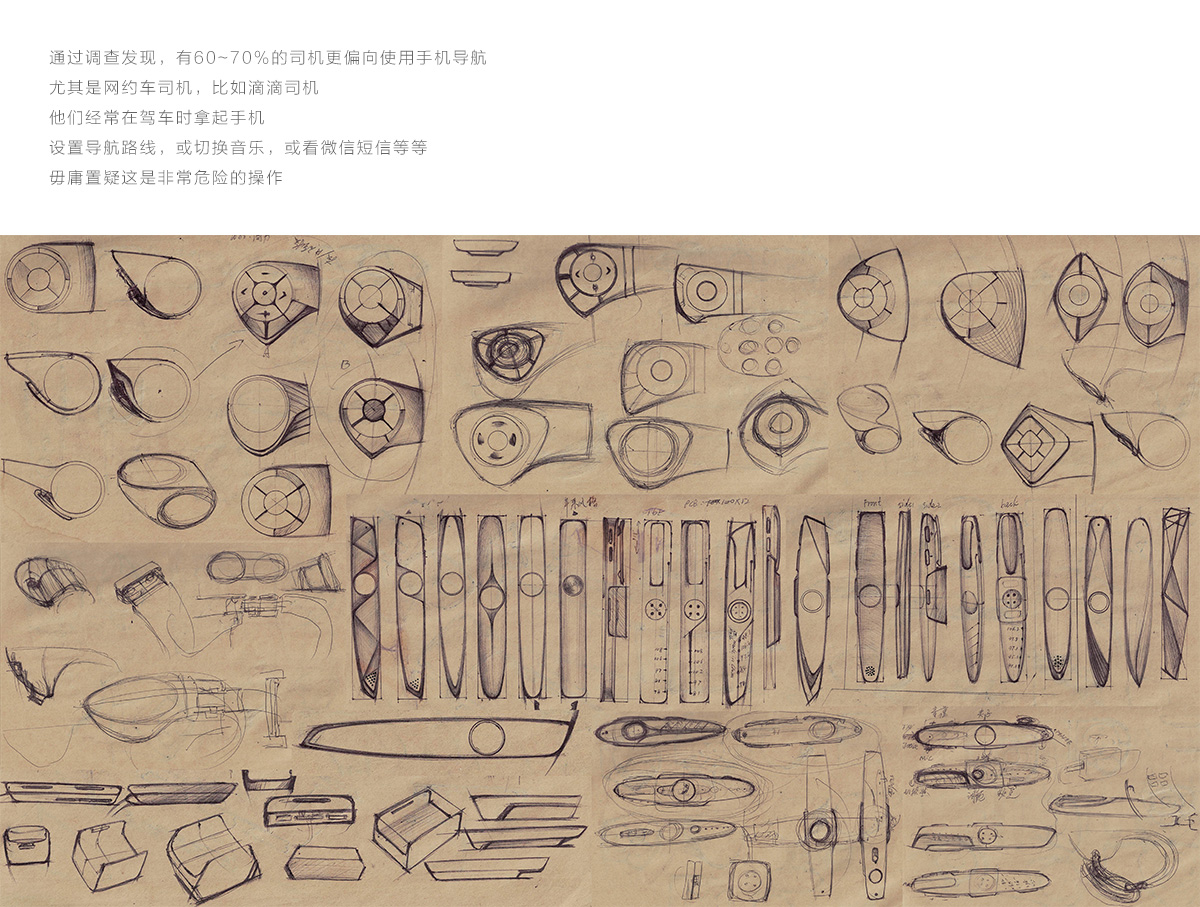 通过调查发现，有60~70%的司机更偏向使用手机导航
尤其是网约车司机，比如滴滴司机
他们经常在驾车时拿起手机
设置导航路线，或切换音乐，或看微信短信等等
毋庸置疑这是非常危险的操作
B
Front side side2 back